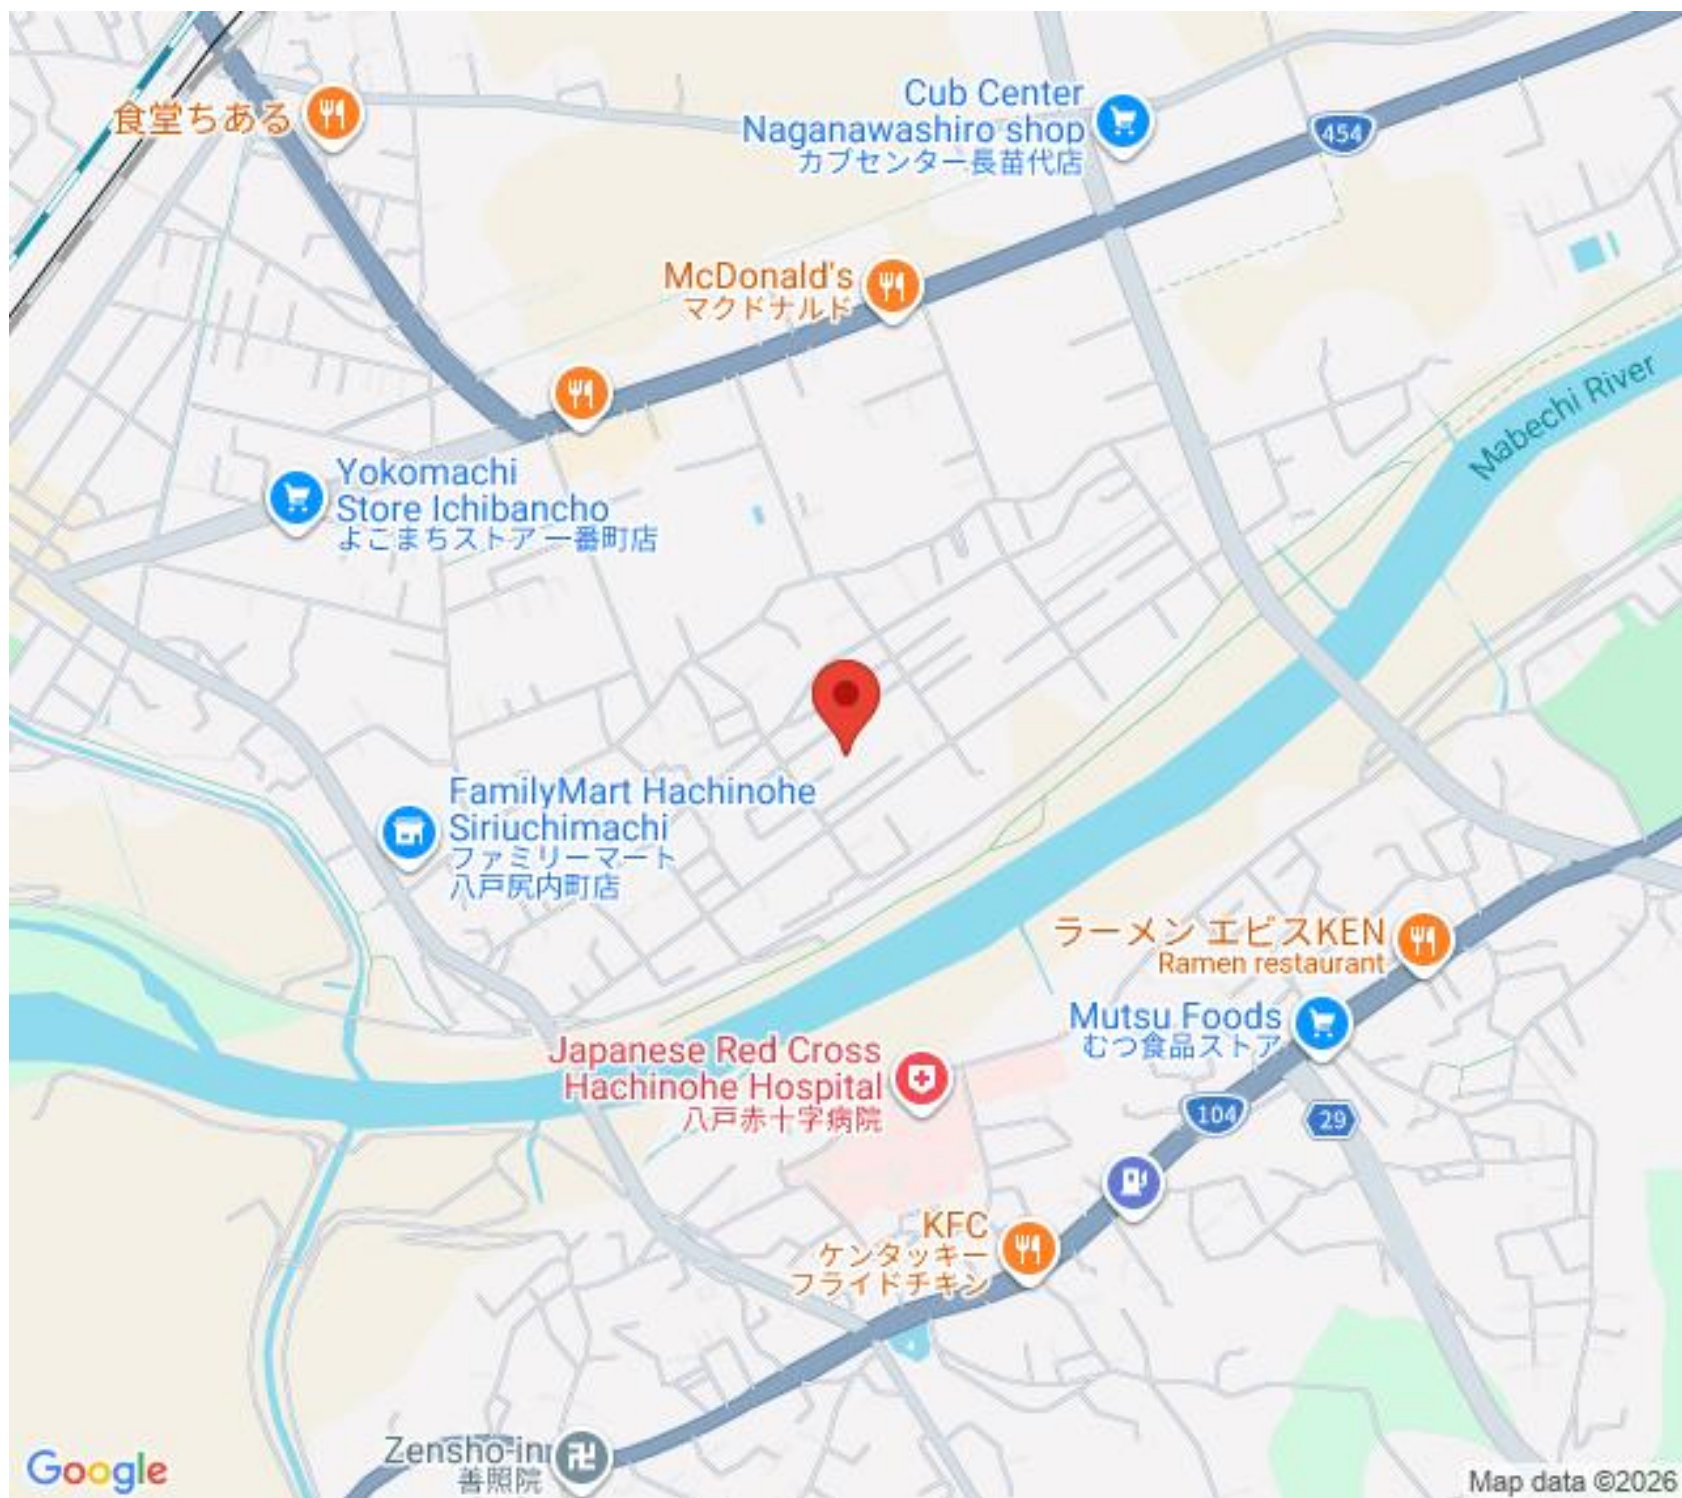 食堂ちある
Cub Center
Naganawashiro shop
カブセンター長苗代店
454
McDonald's
マクドナルド
Mabechi River
Yokomachi
Store Ichibancho
よこまちストア 一番町店
FamilyMart Hachinohe
Siriuchimachi
ファミリーマート
八戸尻内町店
ラーメン エビスKEN
Ramen restaurant
Mutsu Foods
むつ食品ストア
Japanese Red Cross
Hachinohe Hospital
八戸赤十字病院
104
29
KFC
ケンタッキー
フライドチキン
Zensho-inn
善照院
Google
Map data ©2026